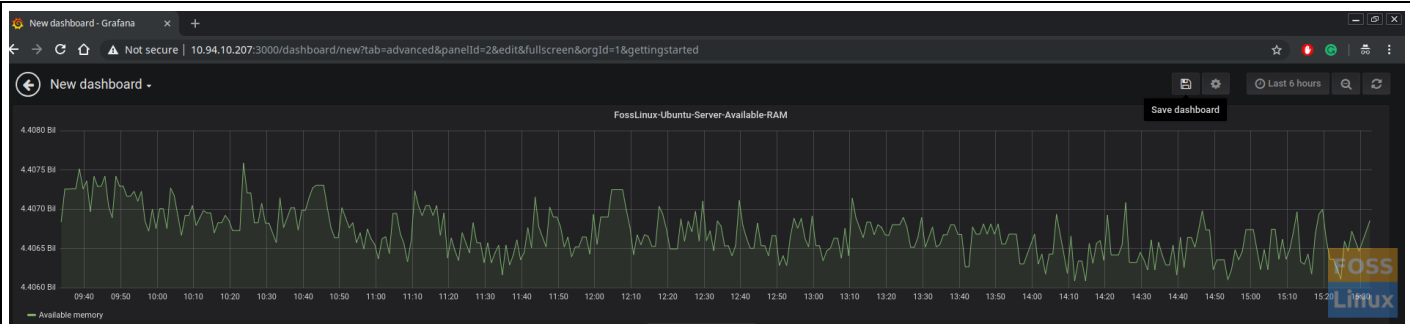 New dashboard - Grafana
Not secure | 10.94.10.207:3000/dashboard/new?tab=advanced&panelId=2&edit&fullscreen&orgId=1&gettingstarted
New dashboard
Last 6 hours
Save dashboard
FossLinux-Ubuntu-Server-Available-RAM
4.4080 Bil
4.4075 Bil
4.4070 Bil
4.4065 Bil
4.4060 Bil
09:40 09:50 10:00 10:10 10:20 10:30 10:40 10:50 11:00 11:10 11:20 11:30 11:40 11:50 12:00 12:10 12:20 12:30 12:40 12:50 13:00 13:10 13:20 13:30 13:40 13:50 14:00 14:10 14:20 14:30 14:40 14:50 15:00 15:10 15:20 15:30
Available memory
FOSS
Linux